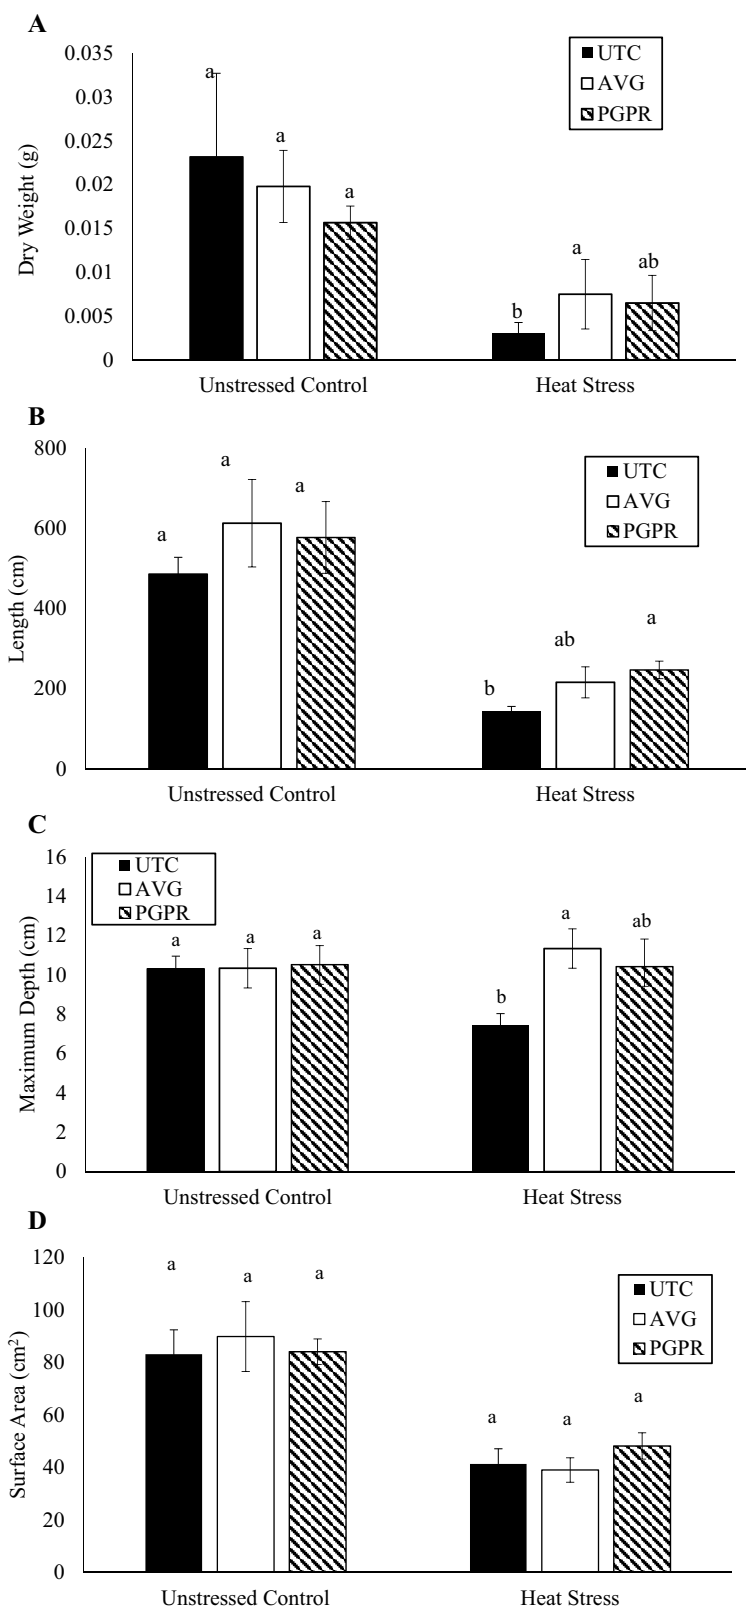 A
0.035
0.03
0.025
0.02
0.015
0.01
0.005
0
Dry Weight (g)
a
a
a
b
a
ab
UTC
AVG
PGPR
Unstressed Control
Heat Stress
B
800
600
400
200
0
Length (cm)
a
a
a
b
ab
a
UTC
AVG
PGPR
Unstressed Control
Heat Stress
C
16
14
12
10
8
6
4
2
0
Maximum Depth (cm)
UTC
AVG
PGPR
a
a
a
b
a
ab
Unstressed Control
Heat Stress
D
120
100
80
60
40
20
0
Surface Area (cm²)
a
a
a
a
a
a
UTC
AVG
PGPR
Unstressed Control
Heat Stress